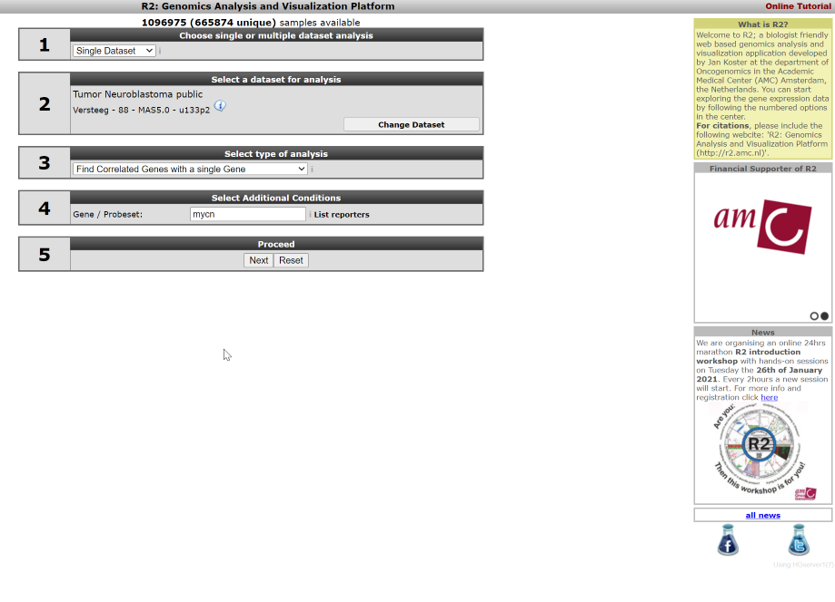 R2: Genomics Analysis and Visualization Platform
Online Tutorial
1096975 (665874 unique) samples available
1
Choose single or multiple dataset analysis
Single Dataset
i
2
Select a dataset for analysis
Tumor Neuroblastoma public
Versteeg - 88 - MAS5.0 - u133p2
i
Change Dataset
3
Select type of analysis
Find Correlated Genes with a single Gene
i
4
Select Additional Conditions
Gene / Probeset: mycn i List reporters
5
Proceed
Next Reset
What is R2?
Welcome to R2; a biologist friendly
web based genomics analysis and
visualization application developed
by Jan Koster at the department of
Oncogenomics in the Academic
Medical Center (AMC) Amsterdam,
the Netherlands. You can start
exploring the gene expression data
by following the numbered options
in the center.
For citations, please include the
following website: 'R2: Genomics
Analysis and Visualization Platform
(http://r2.amc.nl)'.
Financial Supporter of R2
amc
News
We are organising an online 24hrs
marathon R2 introduction
workshop with hands-on sessions
on Tuesday the 26th of January
2021. Every 2hours a new session
will start. For more info and
registration click here
Are you:
R2
Then this workshop is for you!
amc
all news
f
t